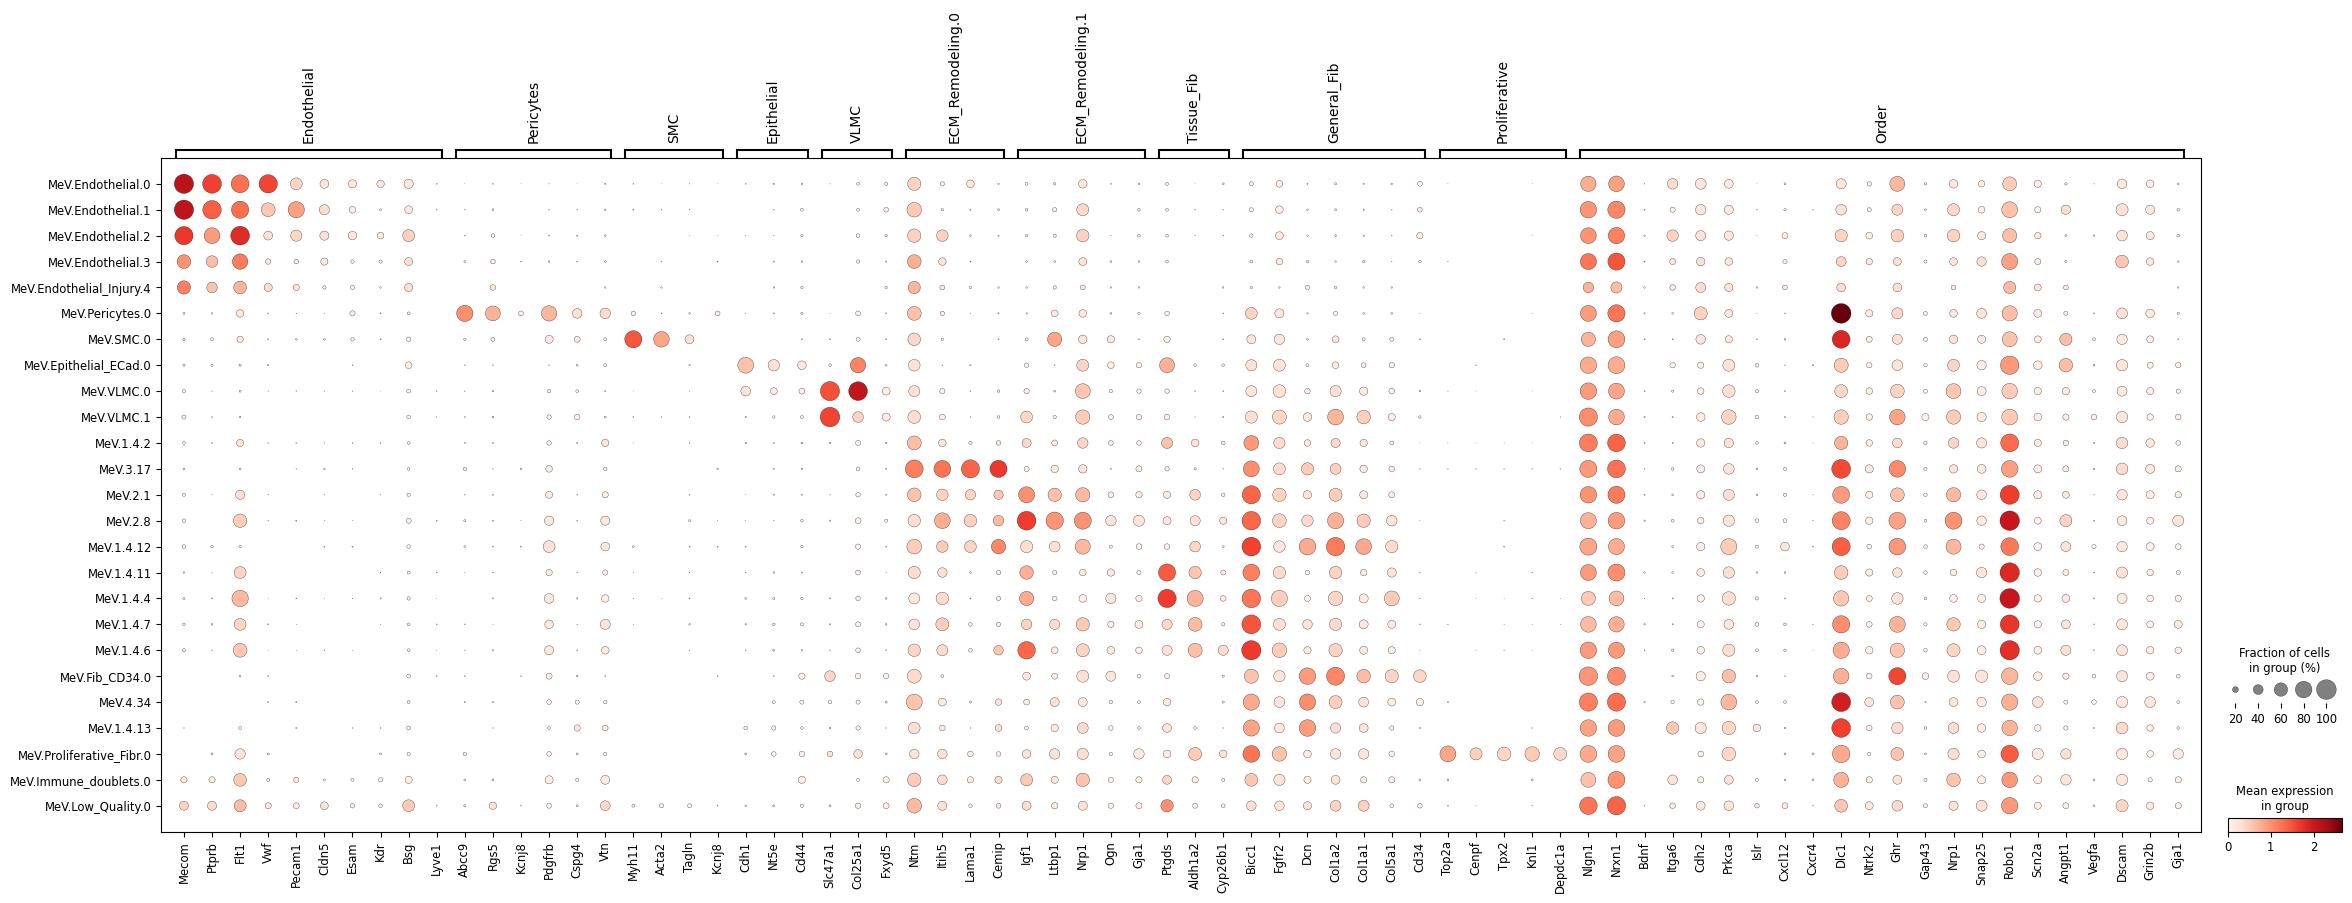 Endothelial
Pericytes
SMC
Epithelial
VLMC
ECM_Remodeling.0
ECM_Remodeling.1
Tissue_Fib
General_Fib
Proliferative
Order
MeV.Endothelial.0
MeV.Endothelial.1
MeV.Endothelial.2
MeV.Endothelial.3
MeV.Endothelial_Injury.4
MeV.Pericytes.0
MeV.SMC.0
MeV.Epithelial_ECad.0
MeV.VLMC.0
MeV.VLMC.1
MeV.1.4.2
MeV.3.17
MeV.2.1
MeV.2.8
MeV.1.4.12
MeV.1.4.11
MeV.1.4.4
MeV.1.4.7
MeV.1.4.6
MeV.Fib_CD34.0
MeV.4.34
MeV.1.4.13
MeV.Proliferative_Fibr.0
MeV.Immune_doublets.0
MeV.Low_Quality.0
Mecom
Ptprb
Flt1
Vwf
Pecam1
Cldn5
Esam
Kdr
Bsg
Lyve1
Abcc9
Rgs5
Kcnj8
Pdgfrb
Cspg4
Vtn
Myh11
Acta2
Tagln
Kcnj8
Cdh1
Nt5e
Cd44
Slc47a1
Col25a1
Fxyd5
Ntm
Itih5
Lama1
Cemip
Igf1
Ltbp1
Nrp1
Ogn
Gja1
Ptgds
Aldh1a2
Cyp26b1
Bicc1
Fgfr2
Dcn
Col1a2
Col1a1
Col5a1
Cd34
Top2a
Cenpf
Tpx2
Knl1
Depdc1a
Nlgn1
Nrxn1
Bdnf
Itga6
Cdh2
Prkca
Islr
Cxcl12
Cxcr4
Dlc1
Ntrk2
Ghr
Gap43
Nrp1
Snap25
Robo1
Scn2a
Angpt1
Vegfa
Dscam
Grin2b
Gja1
Fraction of cells
in group (%)
20 40 60 80 100
Mean expression
in group
0 1 2